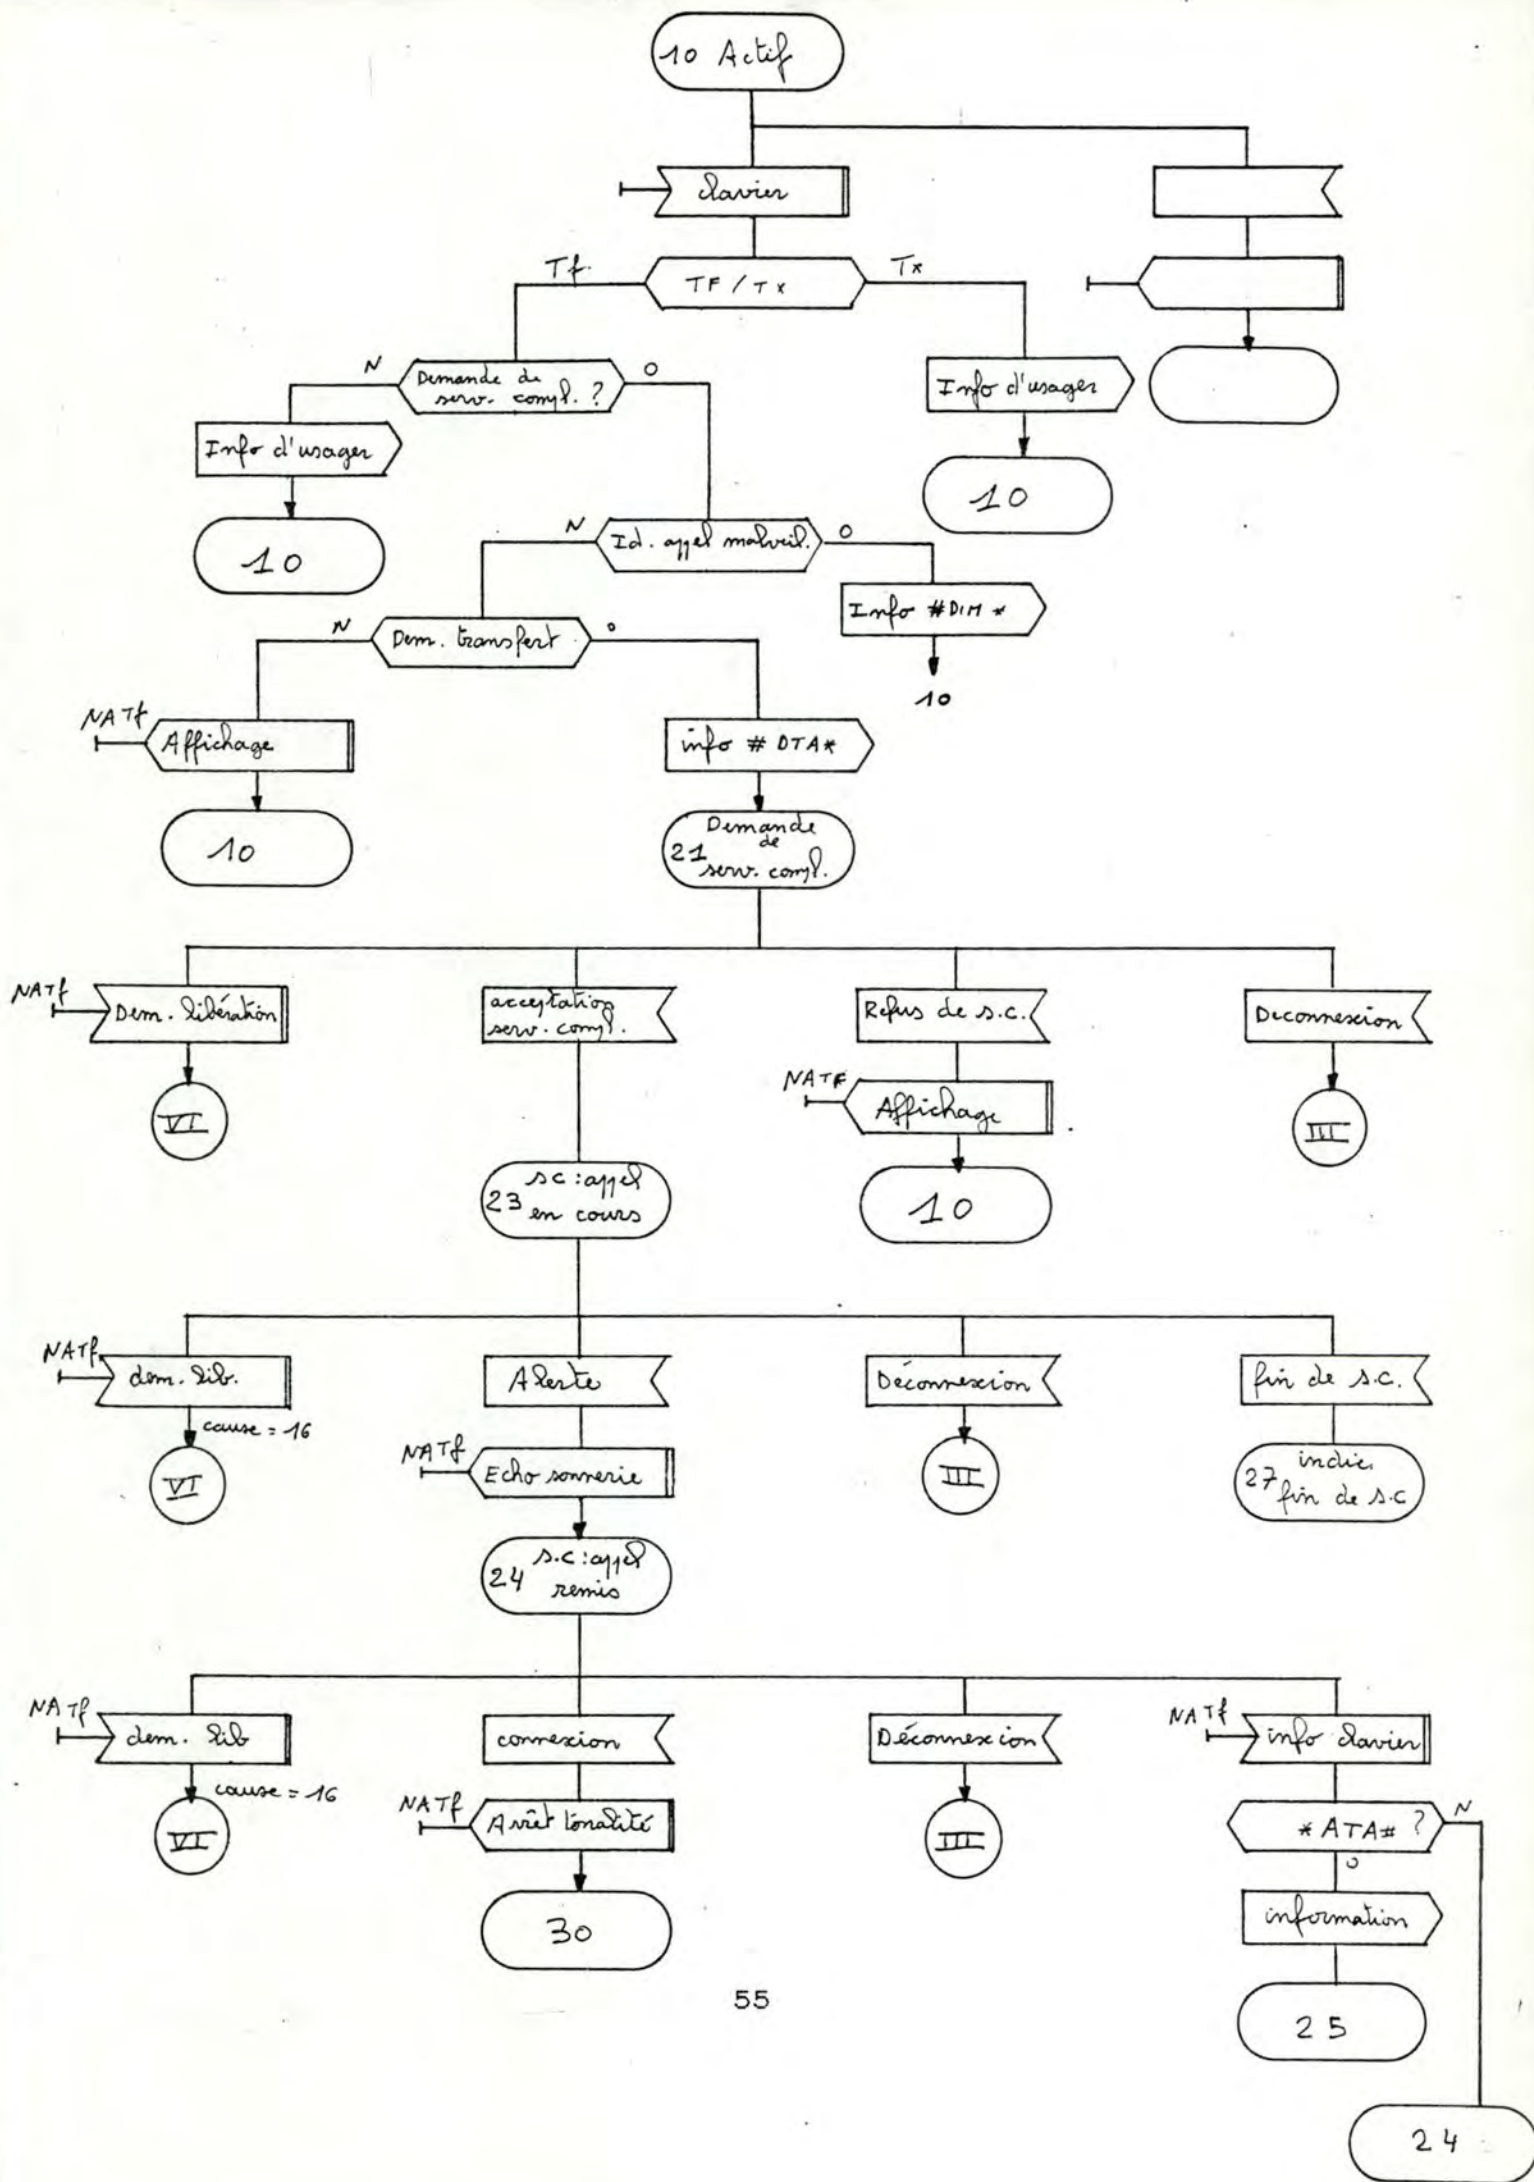 10 Actif
clavier
Tf.
TF / Tx
Tx
N
Demande de
serv. compl. ?
O
Info d'usager
Info d'usager
10
10
N
Id. appel malveil.
O
Info #DIM *
10
N
Dem. transfert
O
NATf
Affichage
info # DTA*
10
Demande
de
21
serv. compl.
NATf
Dem. libération
acceptation
serv. compl.
Refus de s.c.
Deconnexion
VI
NATF
Affichage
III
sc : appel
23
en cours
10
NATf
dem. lib.
Alerte
Déconnexion
fin de s.c.
cause = 16
VI
NATf
Echo sonnerie
III
indic.
27
fin de s.c
s.c : appel
24
remis
NATf
dem. lib
connexion
Déconnexion
NATf
info clavier
cause = 16
VI
NATf
Arrêt tonalité
III
* ATA# ?
N
O
information
30
55
25
24